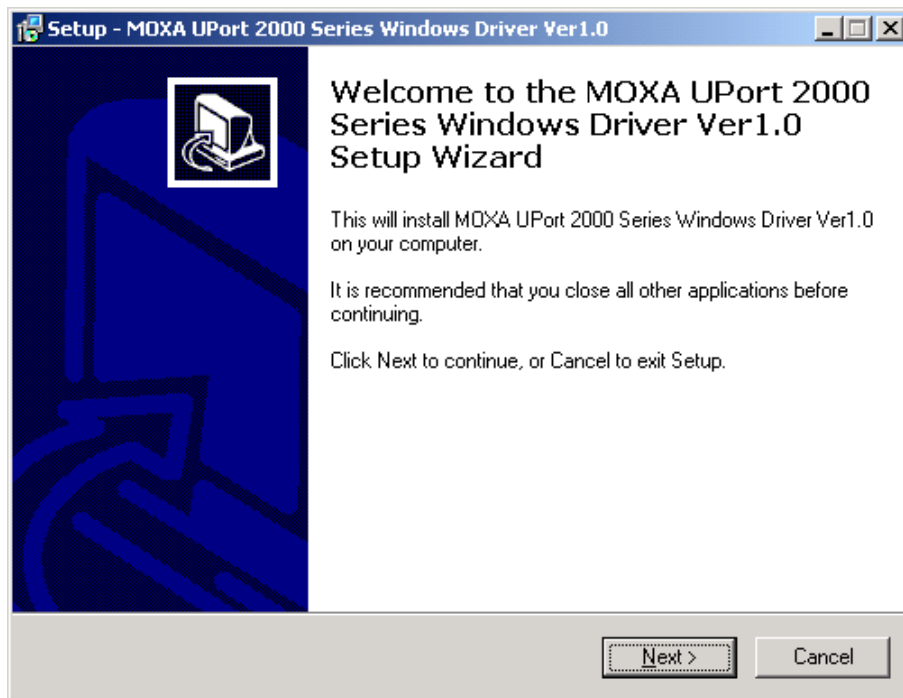 Setup - MOXA UPort 2000 Series Windows Driver Ver1.0
Welcome to the MOXA UPort 2000
Series Windows Driver Ver1.0
Setup Wizard
This will install MOXA UPort 2000 Series Windows Driver Ver1.0
on your computer.
It is recommended that you close all other applications before
continuing.
Click Next to continue, or Cancel to exit Setup.
Next >
Cancel